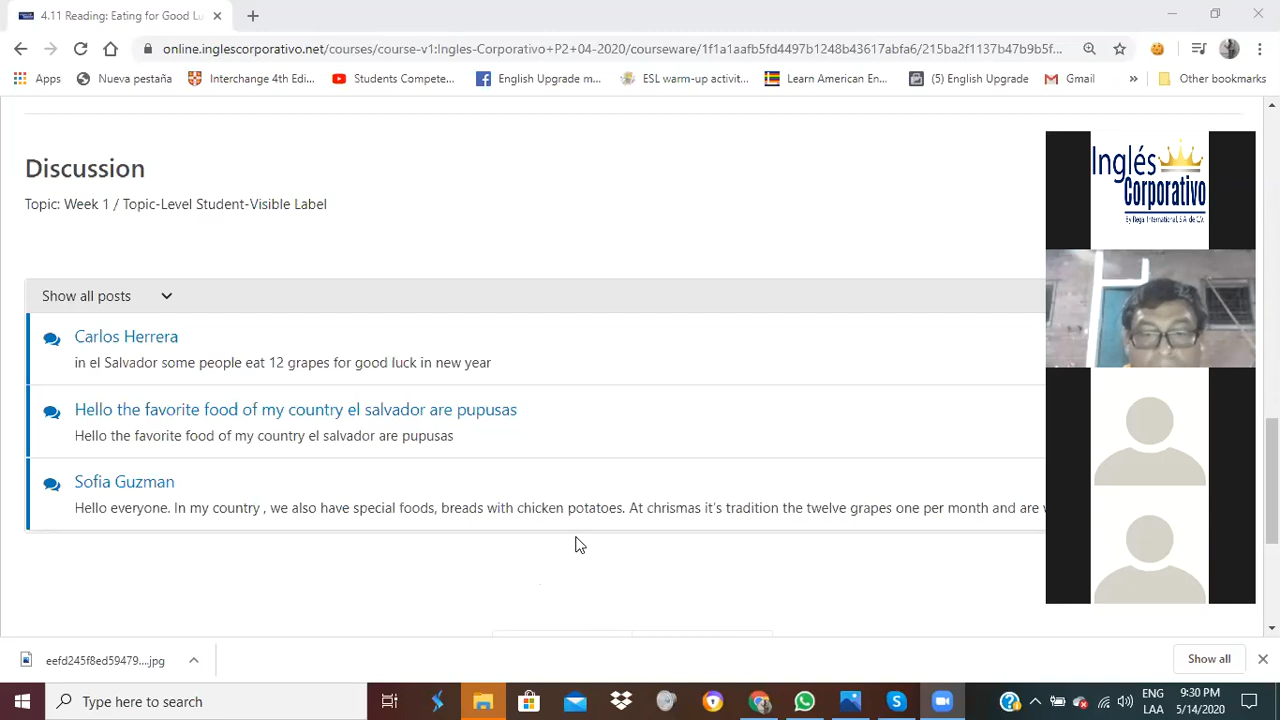 4.11 Reading: Eating for Good Lu
online.inglescorporativo.net/courses/course-v1:Ingles-Corporativo+P2+04-2020/courseware/1f1a1aafb5fd4497b1248b43617abfa6/215ba2f1137b47b9b5f...
Apps Nueva pestaña Interchange 4th Edi... Students Compete... English Upgrade m... ESL warm-up activit... Learn American En... (5) English Upgrade Gmail » Other bookmarks
Discussion
Topic: Week 1 / Topic-Level Student-Visible Label
Show all posts
Carlos Herrera
in el Salvador some people eat 12 grapes for good luck in new year
Hello the favorite food of my country el salvador are pupusas
Hello the favorite food of my country el salvador are pupusas
Sofia Guzman
Hello everyone. In my country , we also have special foods, breads with chicken potatoes. At chrismas it's tradition the twelve grapes one per month and are
Inglés
Corporativo
By Regal International, S.A. de C.V.
eefd245f8ed59479....jpg
Show all
Type here to search
ENG
LAA
9:30 PM
5/14/2020